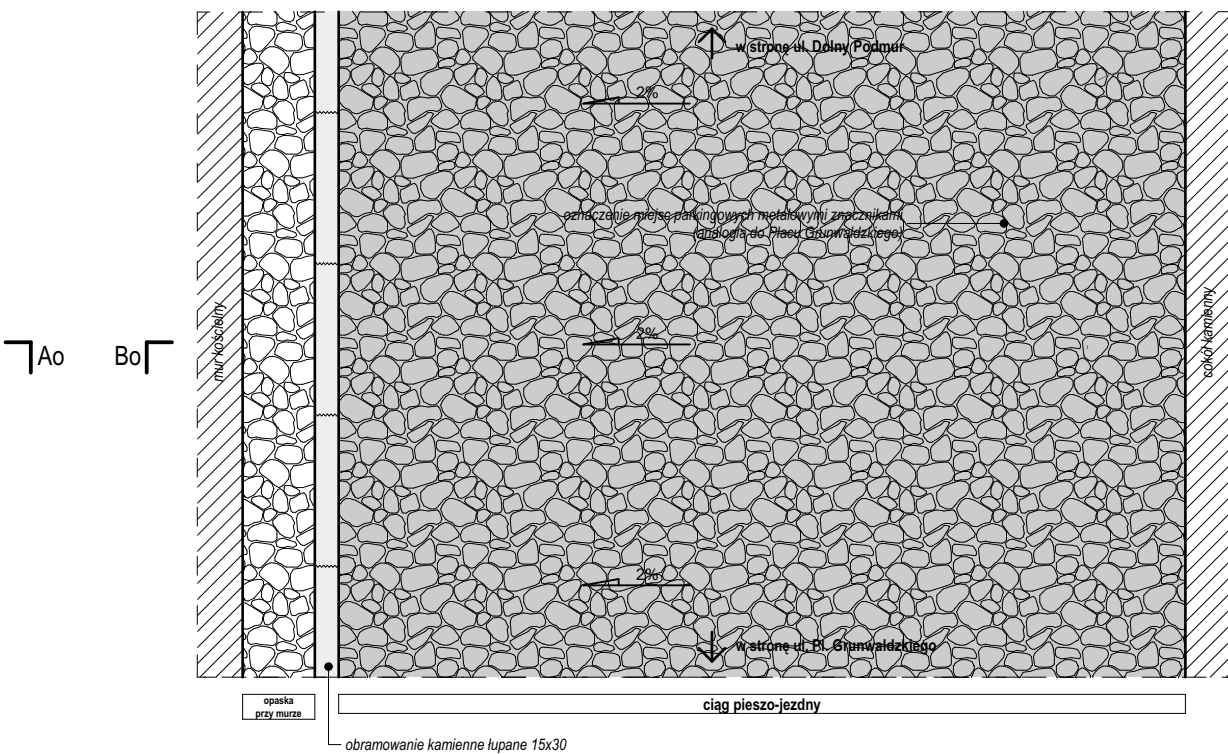 w stronę ul. Dolny Podmur
2%
oznaczenie miejsc parkingowych metalowymi znacznikami
(analogia do Placu Grunwaldzkiego)
mur kościelny
2%
cokół kamienny
Ao
Bo
2%
w stronę ul. Pl. Grunwaldzkiego
opaska
przy murze
ciąg pieszo-jezdny
obramowanie kamienne łupane 15x30